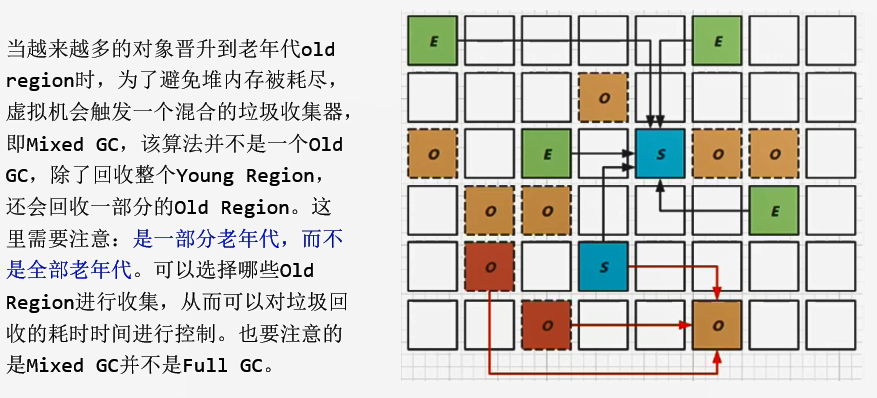 当越来越多的对象晋升到老年代old
region时，为了避免堆内存被耗尽，
虚拟机会触发一个混合的垃圾收集器，
即Mixed GC，该算法并不是一个Old
GC，除了回收整个Young Region，
还会回收一部分的Old Region。这
里需要注意：是一部分老年代，而不
是全部老年代。可以选择哪些Old
Region进行收集，从而可以对垃圾回
收的耗时时间进行控制。也要注意的
是Mixed GC并不是Full GC。
E E
O
O E S O O
O O E
O S
O O